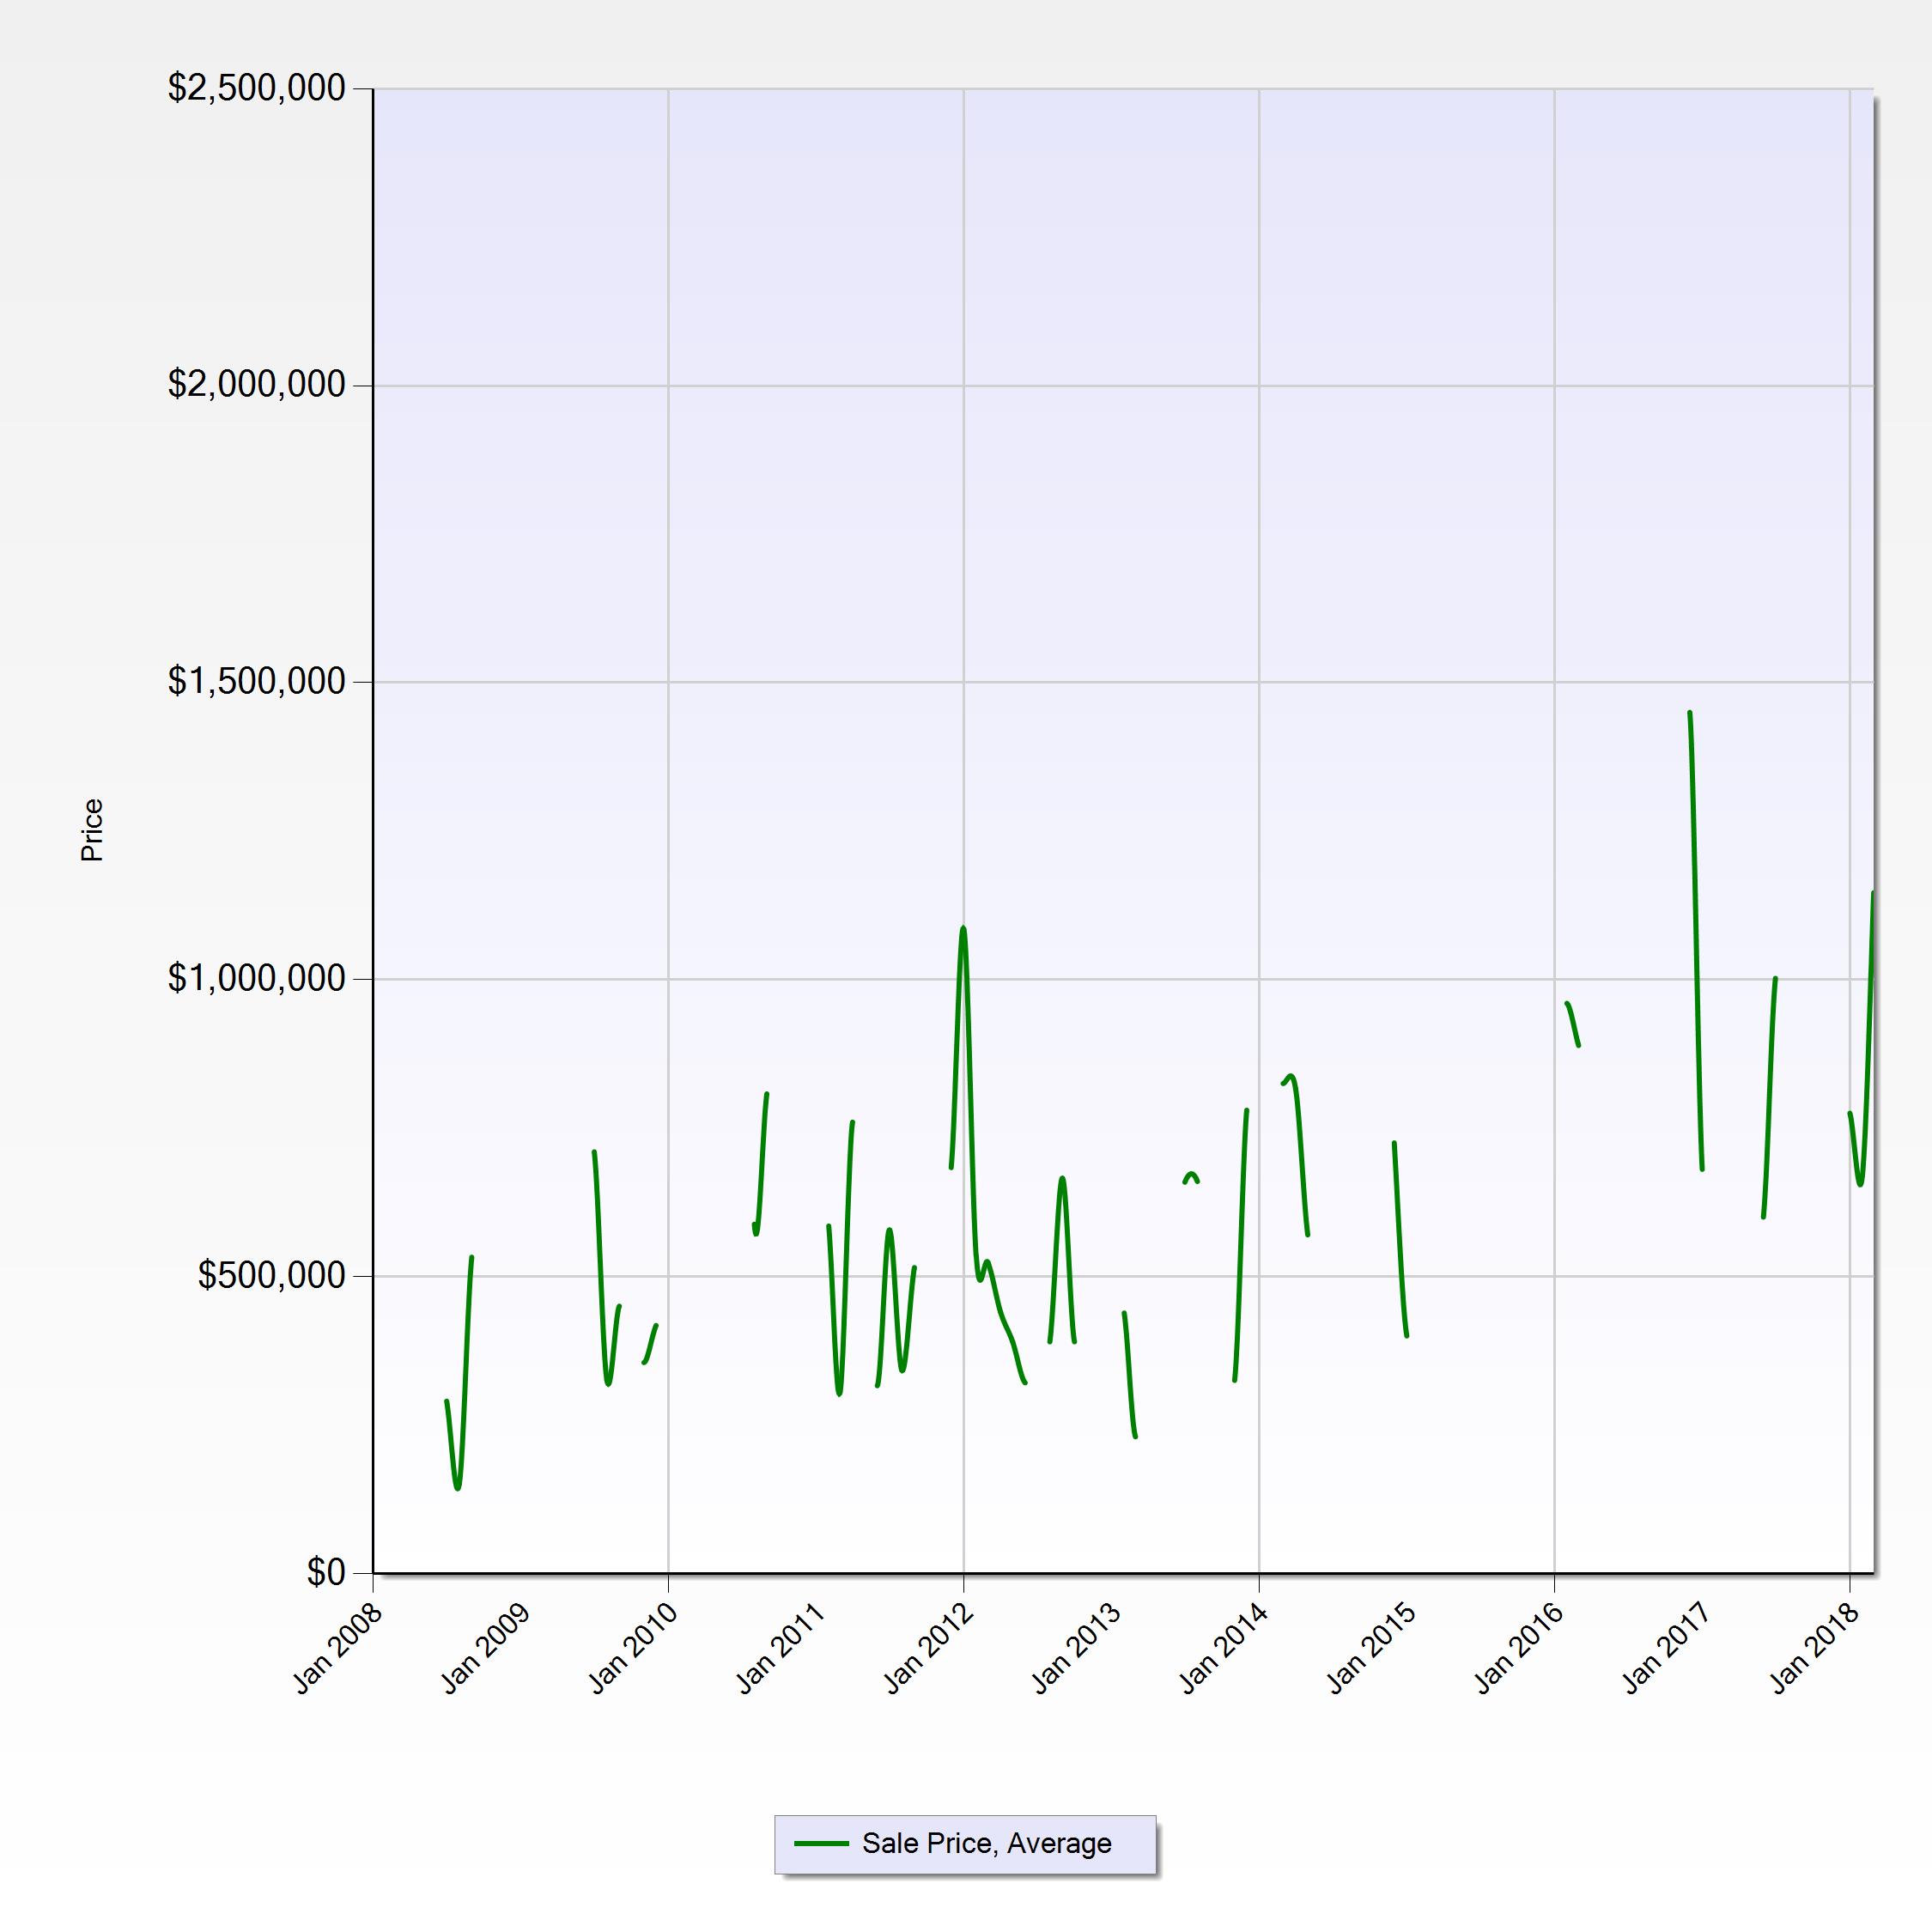 $2,500,000
$2,000,000
$1,500,000
$1,000,000
$500,000
$0
Price
Jan 2008
Jan 2009
Jan 2010
Jan 2011
Jan 2012
Jan 2013
Jan 2014
Jan 2015
Jan 2016
Jan 2017
Jan 2018
Sale Price, Average